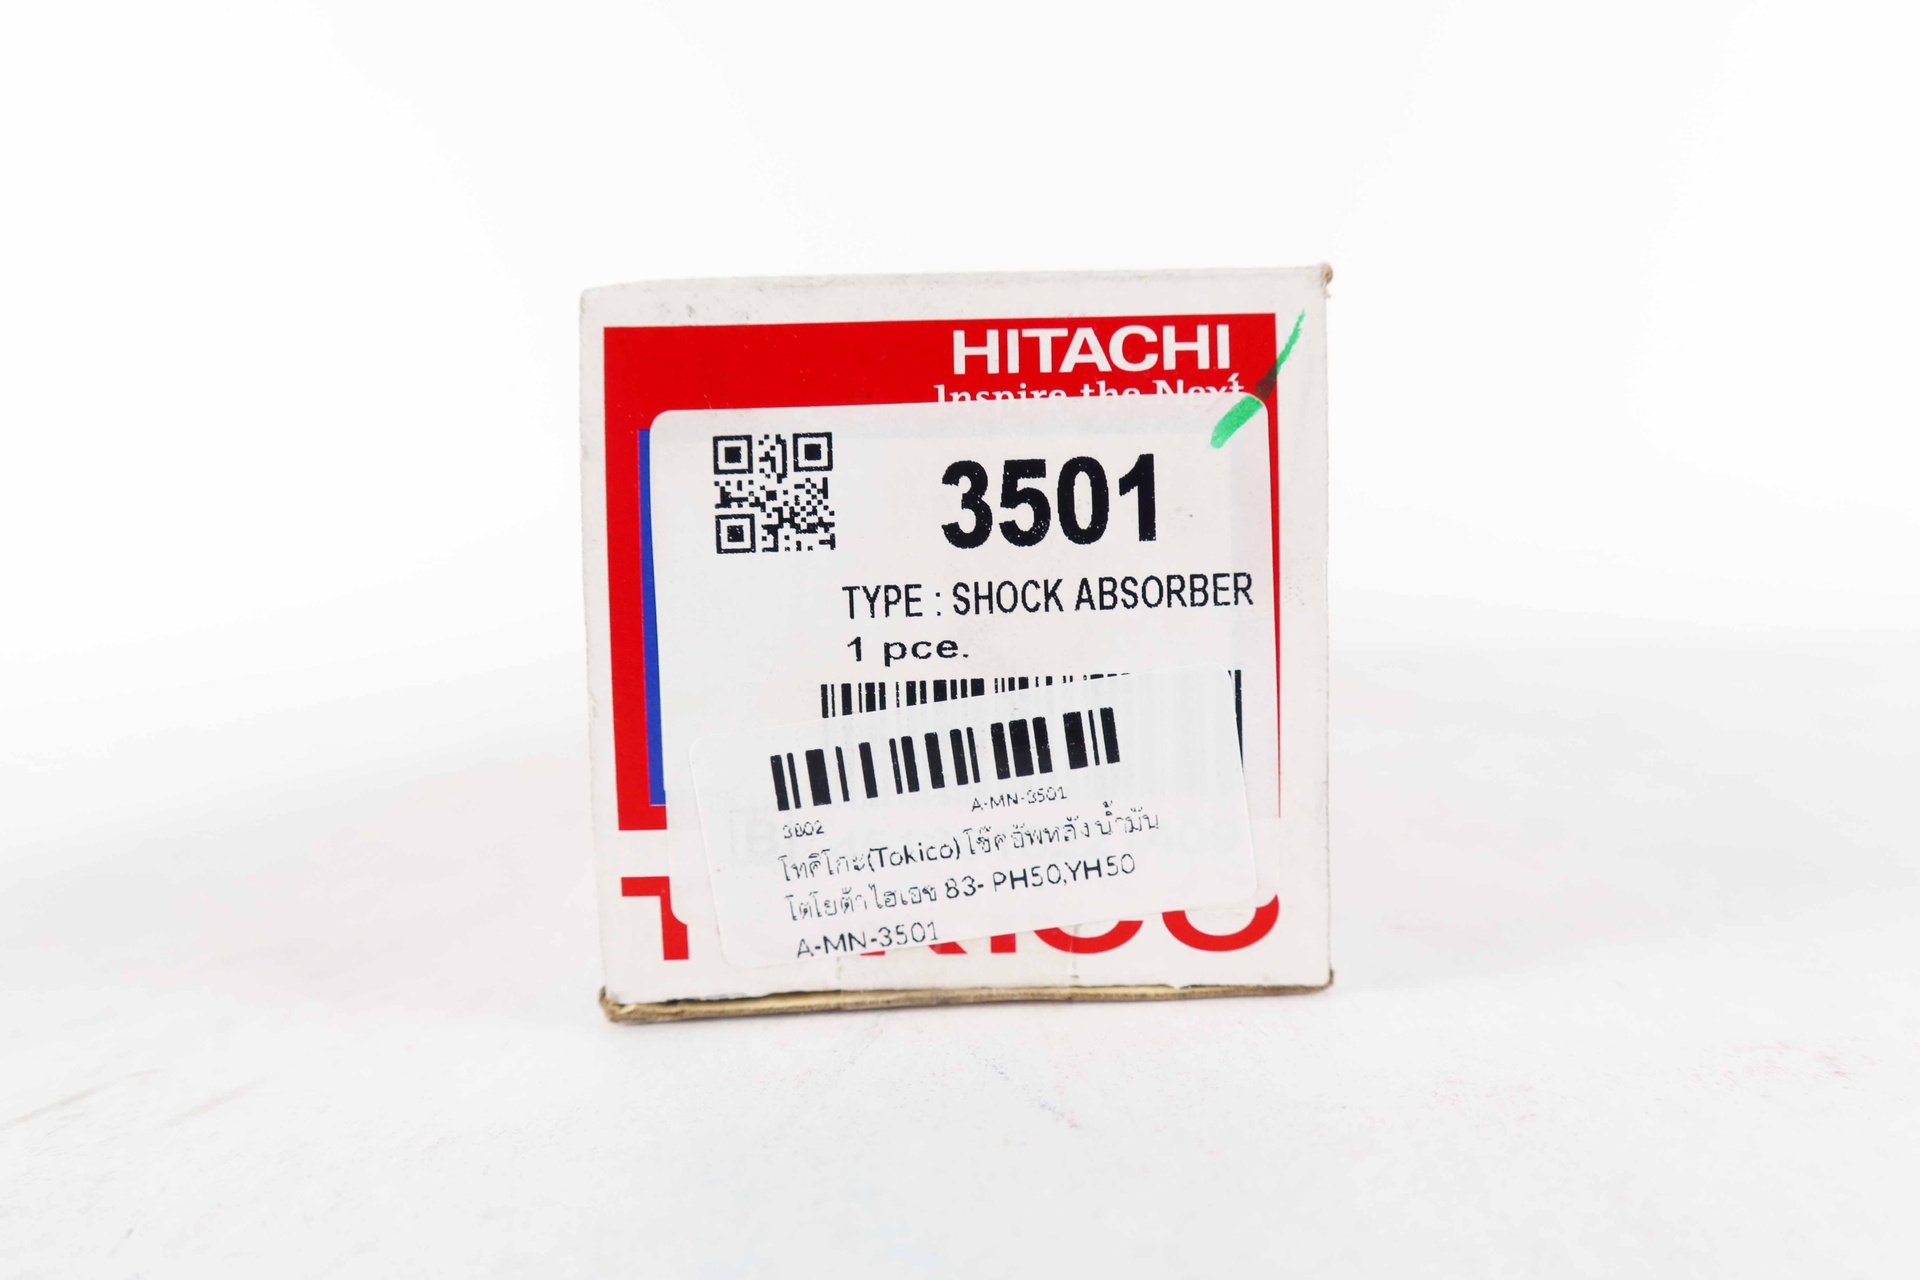 HITACHI
Inspire the Next
3501
TYPE : SHOCK ABSORBER
1 pce.
A-MN-3501
3802
โทคิโกะ(Tokico) โช๊คอัพหลัง น้ำมัน
โตโยต้า ไฮเอซ 83- PH50,YH50
A-MN-3501